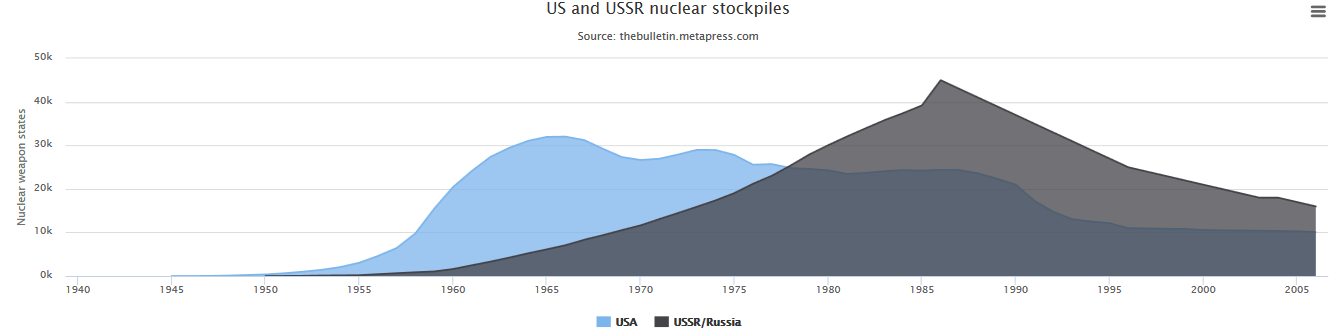 US and USSR nuclear stockpiles
Source: thebulletin.metapress.com
Nuclear weapon states
50k
40k
30k
20k
10k
0k
1940 1945 1950 1955 1960 1965 1970 1975 1980 1985 1990 1995 2000 2005
USA USSR/Russia